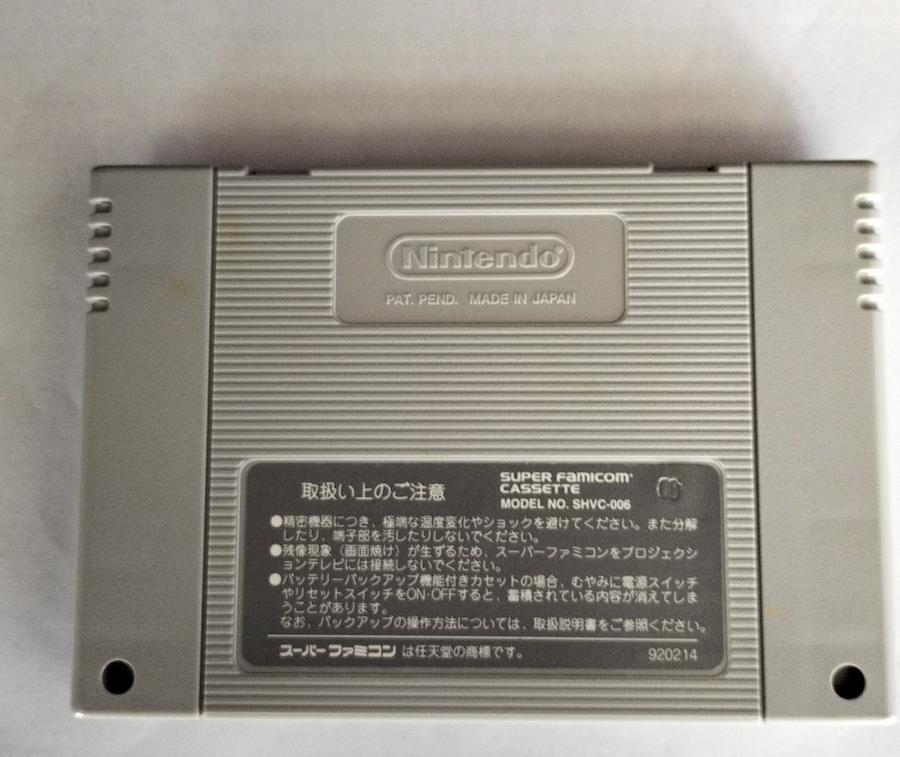 Nintendo®
PAT. PEND. MADE IN JAPAN
取扱い上のご注意
SUPER FAMICOM®
CASSETTE
MODEL NO. SHVC-006
●精密機器につき、極端な温度変化やショックを避けてください。また分解
したり、端子部を汚したりしないでください。
●残像現象（画面焼け）が生ずるため、スーパーファミコンをプロジェクシ
ョンテレビには接続しないでください。
●バッテリーバックアップ機能付きカセットの場合、むやみに電源スイッチ
やリセットスイッチをON·OFFすると、蓄積されている内容が消えてしま
うことがあります。
なお、バックアップの操作方法については、取扱説明書をご参照ください。
スーパーファミコン は任天堂の商標です。
920214